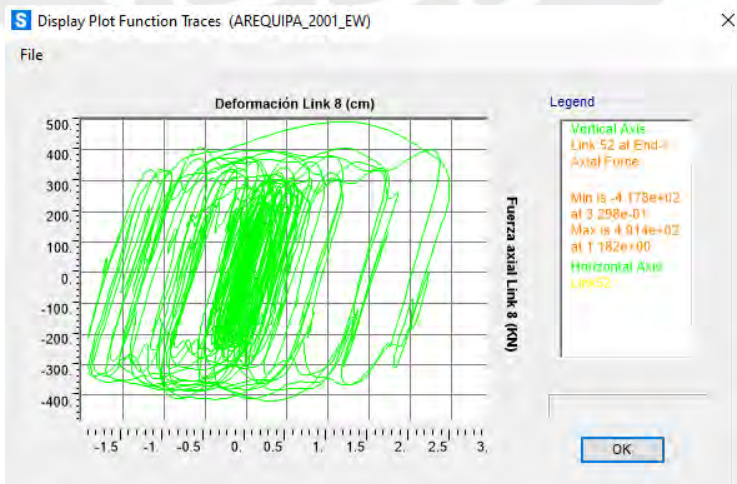 Display Plot Function Traces (AREQUIPA_2001_EW)
File
Deformación Link 8 (cm)
Legend
500.
400.
300.
200.
100.
0.
-100.
-200.
-300.
-400.
-1.5 -1. -0.5 0. 0.5 1. 1.5 2. 2.5 3.
Fuerza axial Link 8 (KN)
Vertical Axis
Link 52 at End-I
Axial Force
Min is -4.178e+02
at 3.298e-01
Max is 4.914e+02
at 1.182e+00
Horizontal Axis
Link52
OK